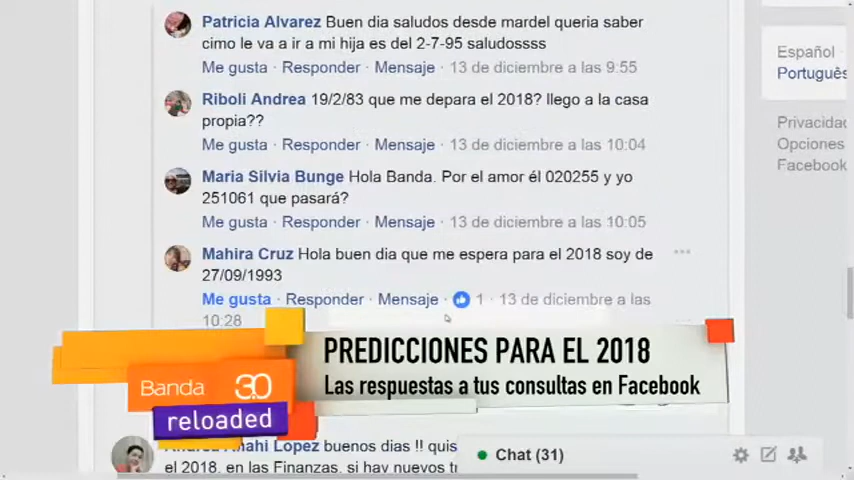 Patricia Alvarez Buen dia saludos desde mardel queria saber
cimo le va a ir a mi hija es del 2-7-95 saludossss
Me gusta · Responder · Mensaje · 13 de diciembre a las 9:55
Riboli Andrea 19/2/83 que me depara el 2018? llego a la casa
propia??
Me gusta · Responder · Mensaje · 13 de diciembre a las 10:04
Maria Silvia Bunge Hola Banda. Por el amor él 020255 y yo
251061 que pasará?
Me gusta · Responder · Mensaje · 13 de diciembre a las 10:05
Mahira Cruz Hola buen dia que me espera para el 2018 soy de
27/09/1993
Me gusta · Responder · Mensaje · 1 · 13 de diciembre a las
10:28
Español ·
Português
Privacidad
Opciones
Facebook
PREDICCIONES PARA EL 2018
Las respuestas a tus consultas en Facebook
Banda 3.0
reloaded
Lopez buenos dias !! quis
el 2018, en las Finanzas, si hay nuevos
Chat (31)